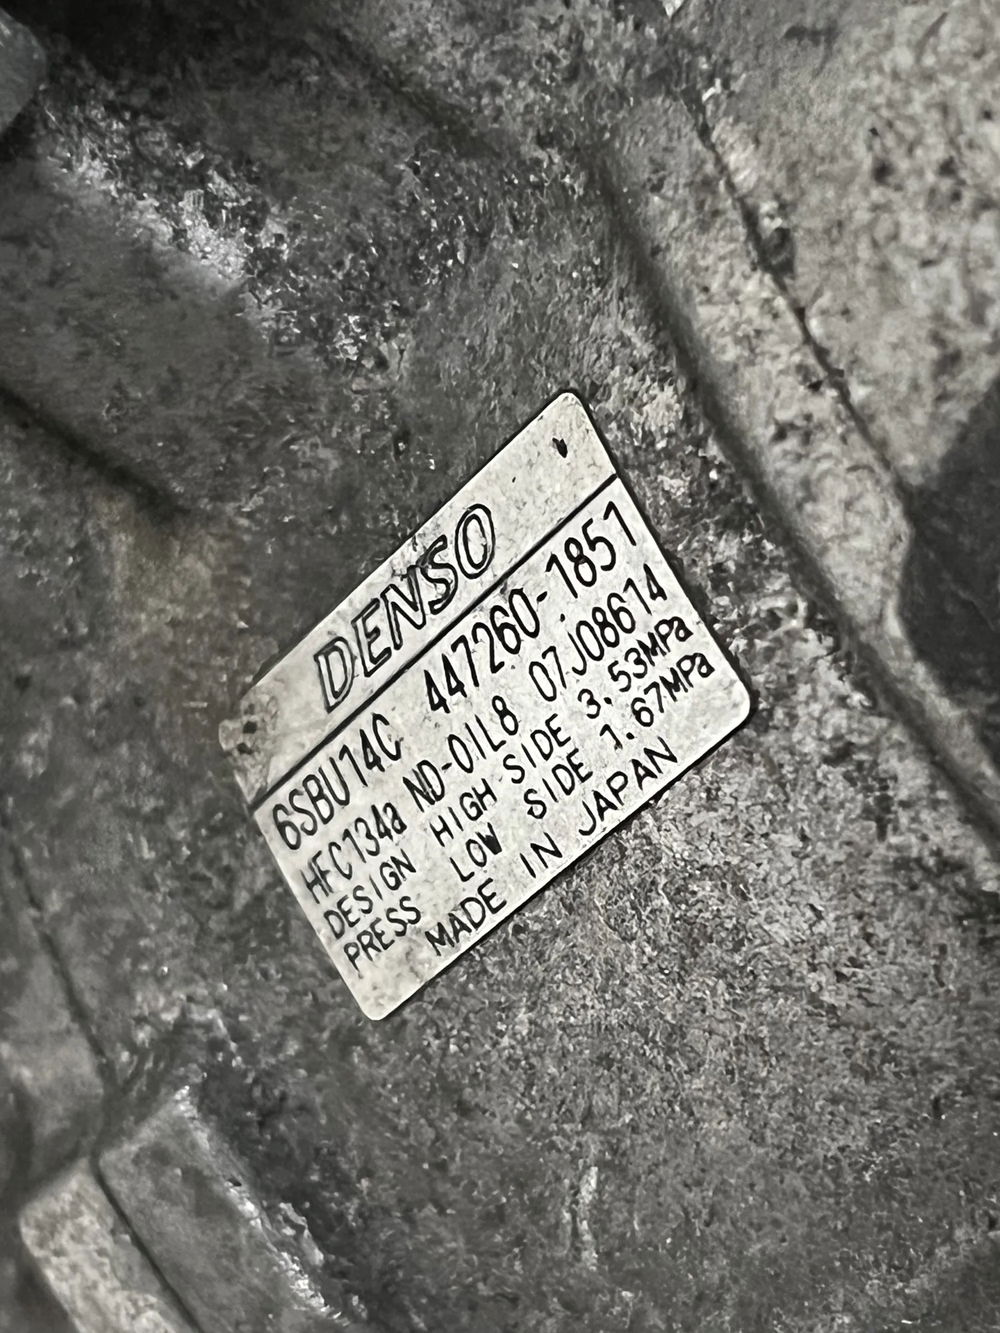 DENSO
6SBU14C 447260-1851
HFC134a ND-OIL8 07J08614
DESIGN HIGH SIDE 3.53MPa
PRESS LOW SIDE 1.67MPa
MADE IN JAPAN